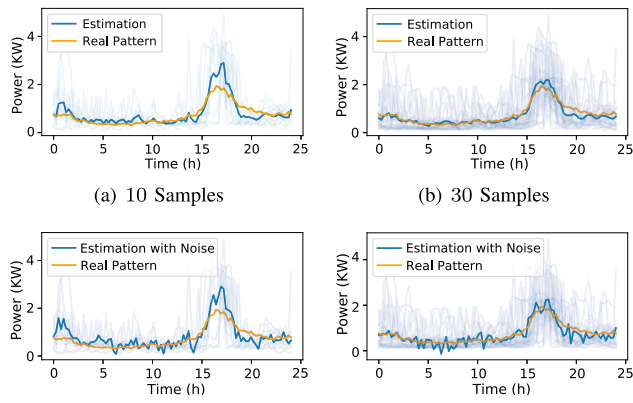 Estimation
Real Pattern
Power (KW)
4
2
0
0 5 10 15 20 25
Time (h)
(a) 10 Samples
Estimation
Real Pattern
Power (KW)
4
2
0
0 5 10 15 20 25
Time (h)
(b) 30 Samples
Estimation with Noise
Real Pattern
Power (KW)
4
2
0
0 5 10 15 20 25
Time (h)
Estimation with Noise
Real Pattern
Power (KW)
4
2
0
0 5 10 15 20 25
Time (h)